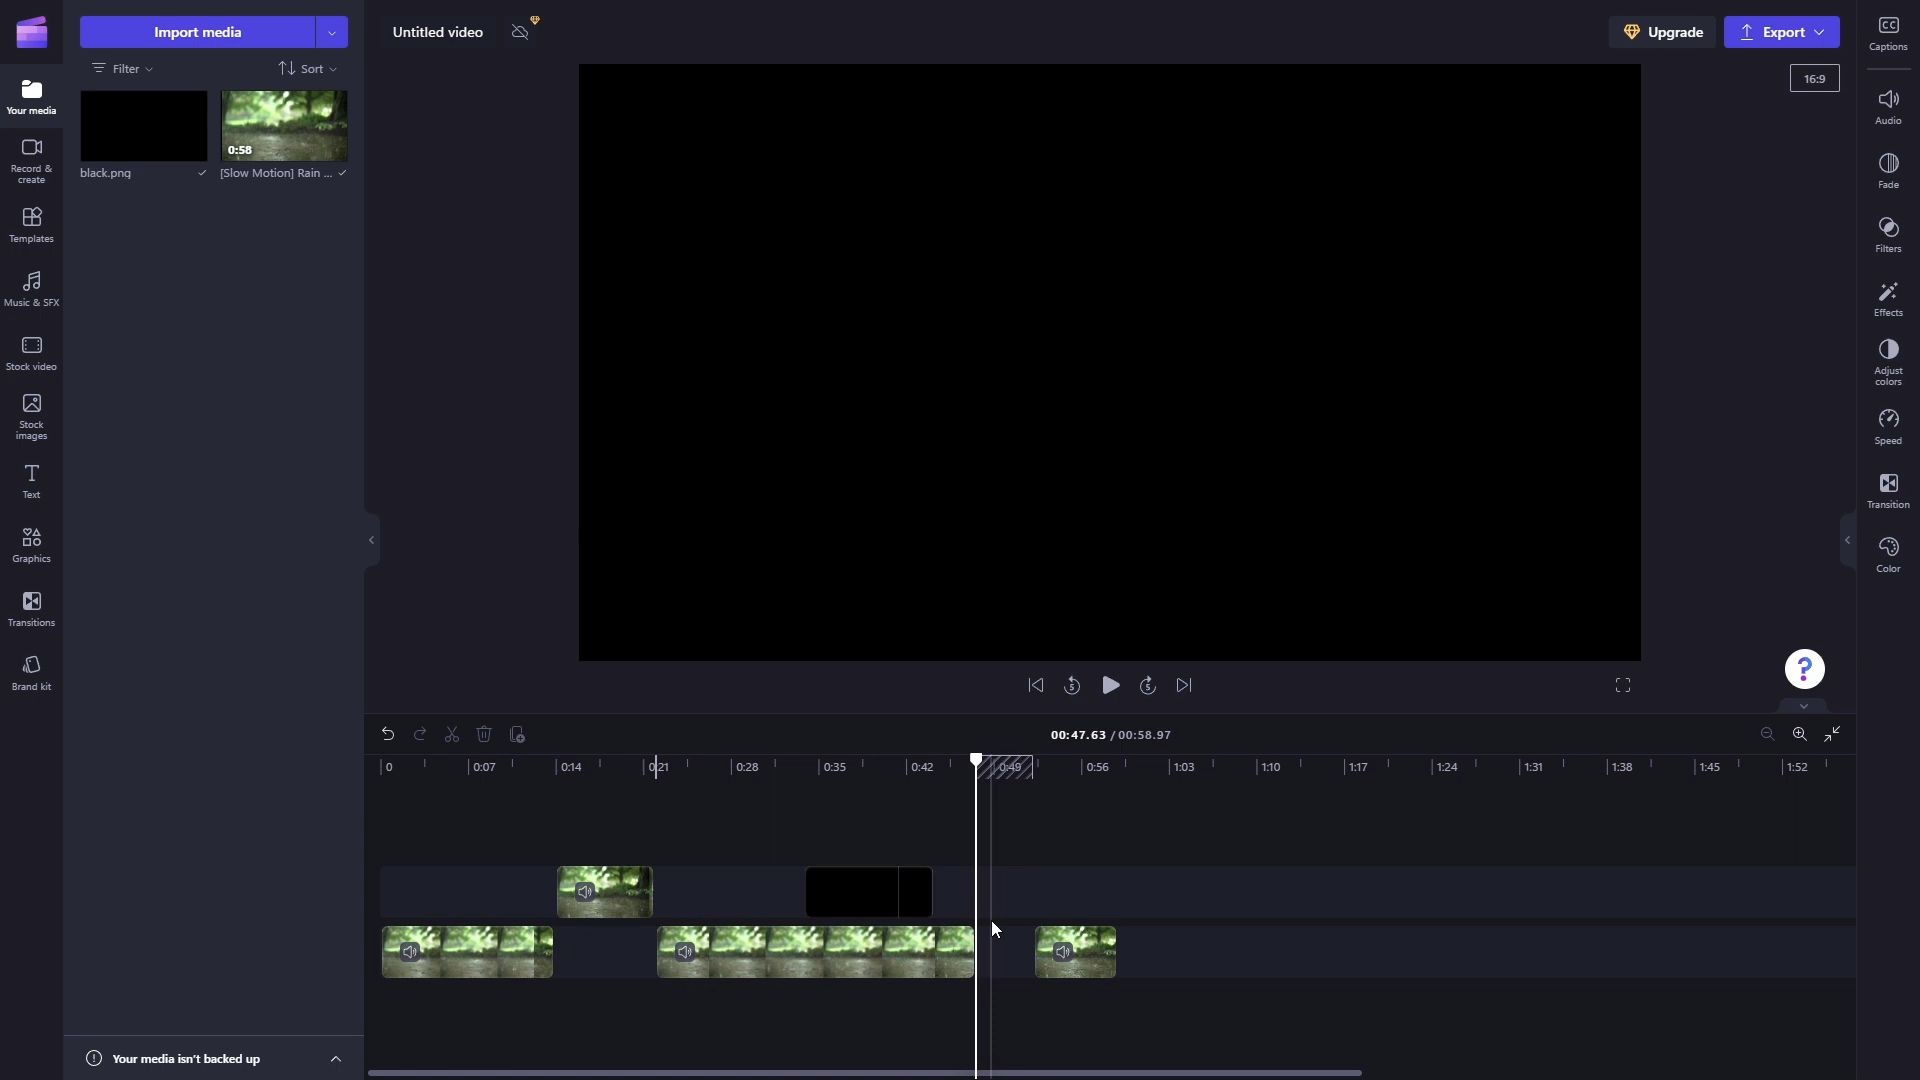 Import media
Untitled video
Upgrade
Export
Captions
Filter
Sort
16:9
Your media
0:58
black.png
[Slow Motion] Rain ...
Audio
Record &
create
Fade
Templates
Filters
Music & SFX
Effects
Stock video
Adjust
colors
Stock
images
Speed
Text
Transition
Graphics
Color
Transitions
Brand kit
5
5
?
00:47.63 / 00:58.97
0
0:07
0:14
0:21
0:28
0:35
0:42
0:49
0:56
1:03
1:10
1:17
1:24
1:31
1:38
1:45
1:52
Your media isn't backed up